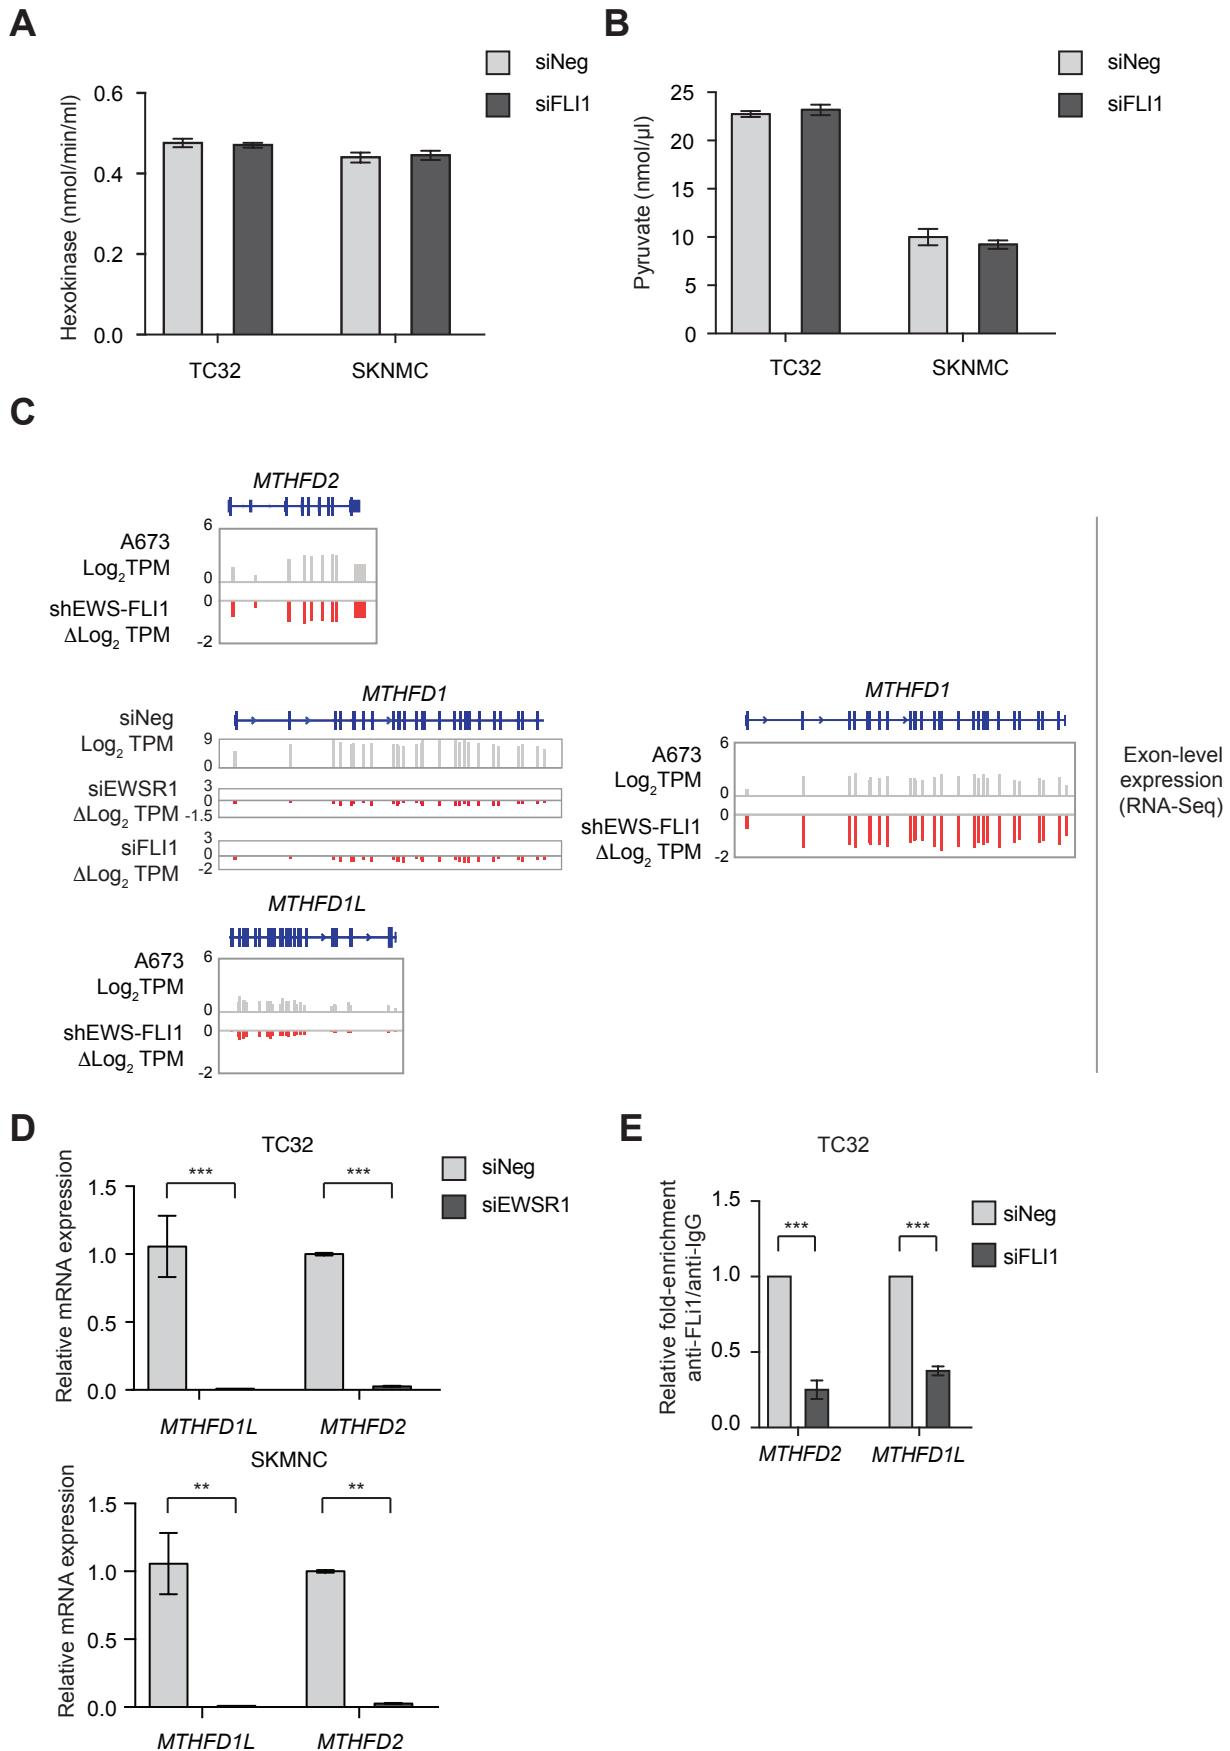 A
siNeg
siFLI1
Hexokinase (nmol/min/ml)
0.6
0.4
0.2
0.0
TC32
SKNMC
B
siNeg
siFLI1
Pyruvate (nmol/µl)
25
20
15
10
5
0
TC32
SKNMC
C
MTHFD2
A673
Log2TPM
6
0
shEWS-FLI1
ΔLog2 TPM
0
-2
MTHFD1
siNeg
Log2 TPM
9
0
siEWSR1
ΔLog2 TPM
3
0
-1.5
siFLI1
ΔLog2 TPM
3
0
-2
MTHFD1
A673
Log2TPM
6
0
shEWS-FLI1
ΔLog2 TPM
0
-2
Exon-level
expression
(RNA-Seq)
MTHFD1L
A673
Log2TPM
6
0
shEWS-FLI1
ΔLog2 TPM
0
-2
D
TC32
siNeg
siEWSR1
Relative mRNA expression
1.5
1.0
0.5
0.0
***
***
MTHFD1L
MTHFD2
SKMNC
Relative mRNA expression
1.5
1.0
0.5
0.0
**
**
MTHFD1L
MTHFD2
E
TC32
siNeg
siFLI1
Relative fold-enrichment
anti-FLi1/anti-IgG
1.5
1.0
0.5
0.0
***
***
MTHFD2
MTHFD1L